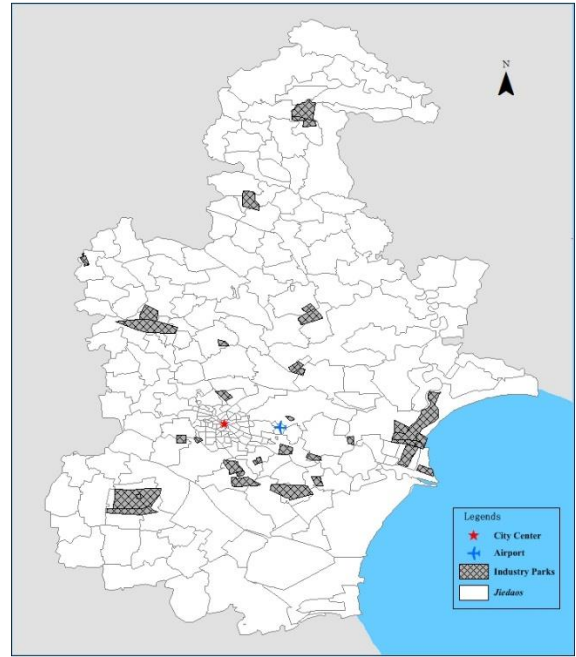 N
Legends
City Center
Airport
Industry Parks
Jiedaos